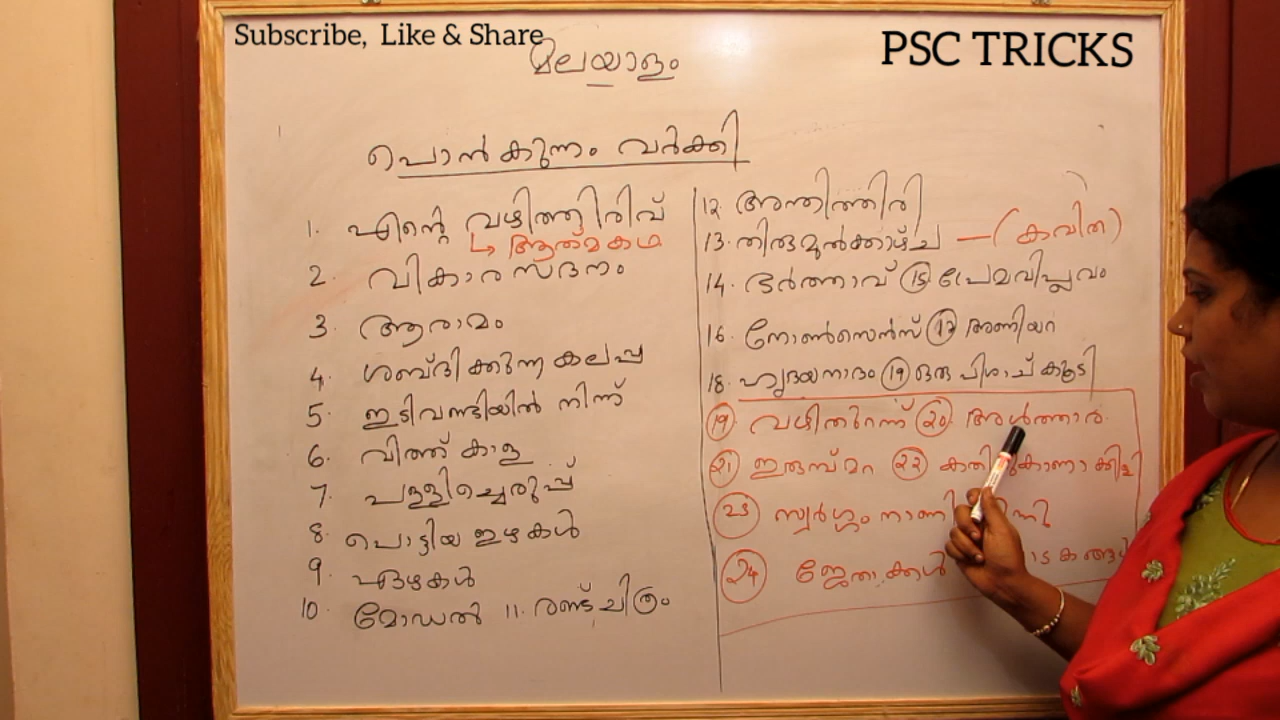 Subscribe, Like & Share
PSC TRICKS
മലയാളം
പൊൻകുന്നം വർക്കി
1. എന്റെ വഴിത്തിരിവ്
↳ ആത്മകഥ
2. വികാരസദനം
3. ആരാമം
4. ശബ്ദിക്കുന്ന കലപ്പ
5. ഇടിവണ്ടിയിൽ നിന്ന്
6. വിത്ത് കാള
7. പള്ളിച്ചെരുപ്പ്
8. പൊട്ടിയ ഇഴകൾ
9. ഏഴകൾ
10. മോഡൽ 11. രണ്ട് ചിത്രം
12. അന്തിത്തിരി
13. തിരുമുൽക്കാഴ്ച — (കവിത)
14. ഭർത്താവ് 15 പ്രേമവിപ്ലവം
16. നോൺസെൻസ് 17 അണിയറ
18. ഹൃദയനാദം 19 ഒരു പിശാച് കൂടി
19 വഴിതുറന്ന് 20 അൾത്താര
21 ഇരുമ്പ് മറ 22
23 സ്വർഗ്ഗം
24 ജേതാക്കൾ